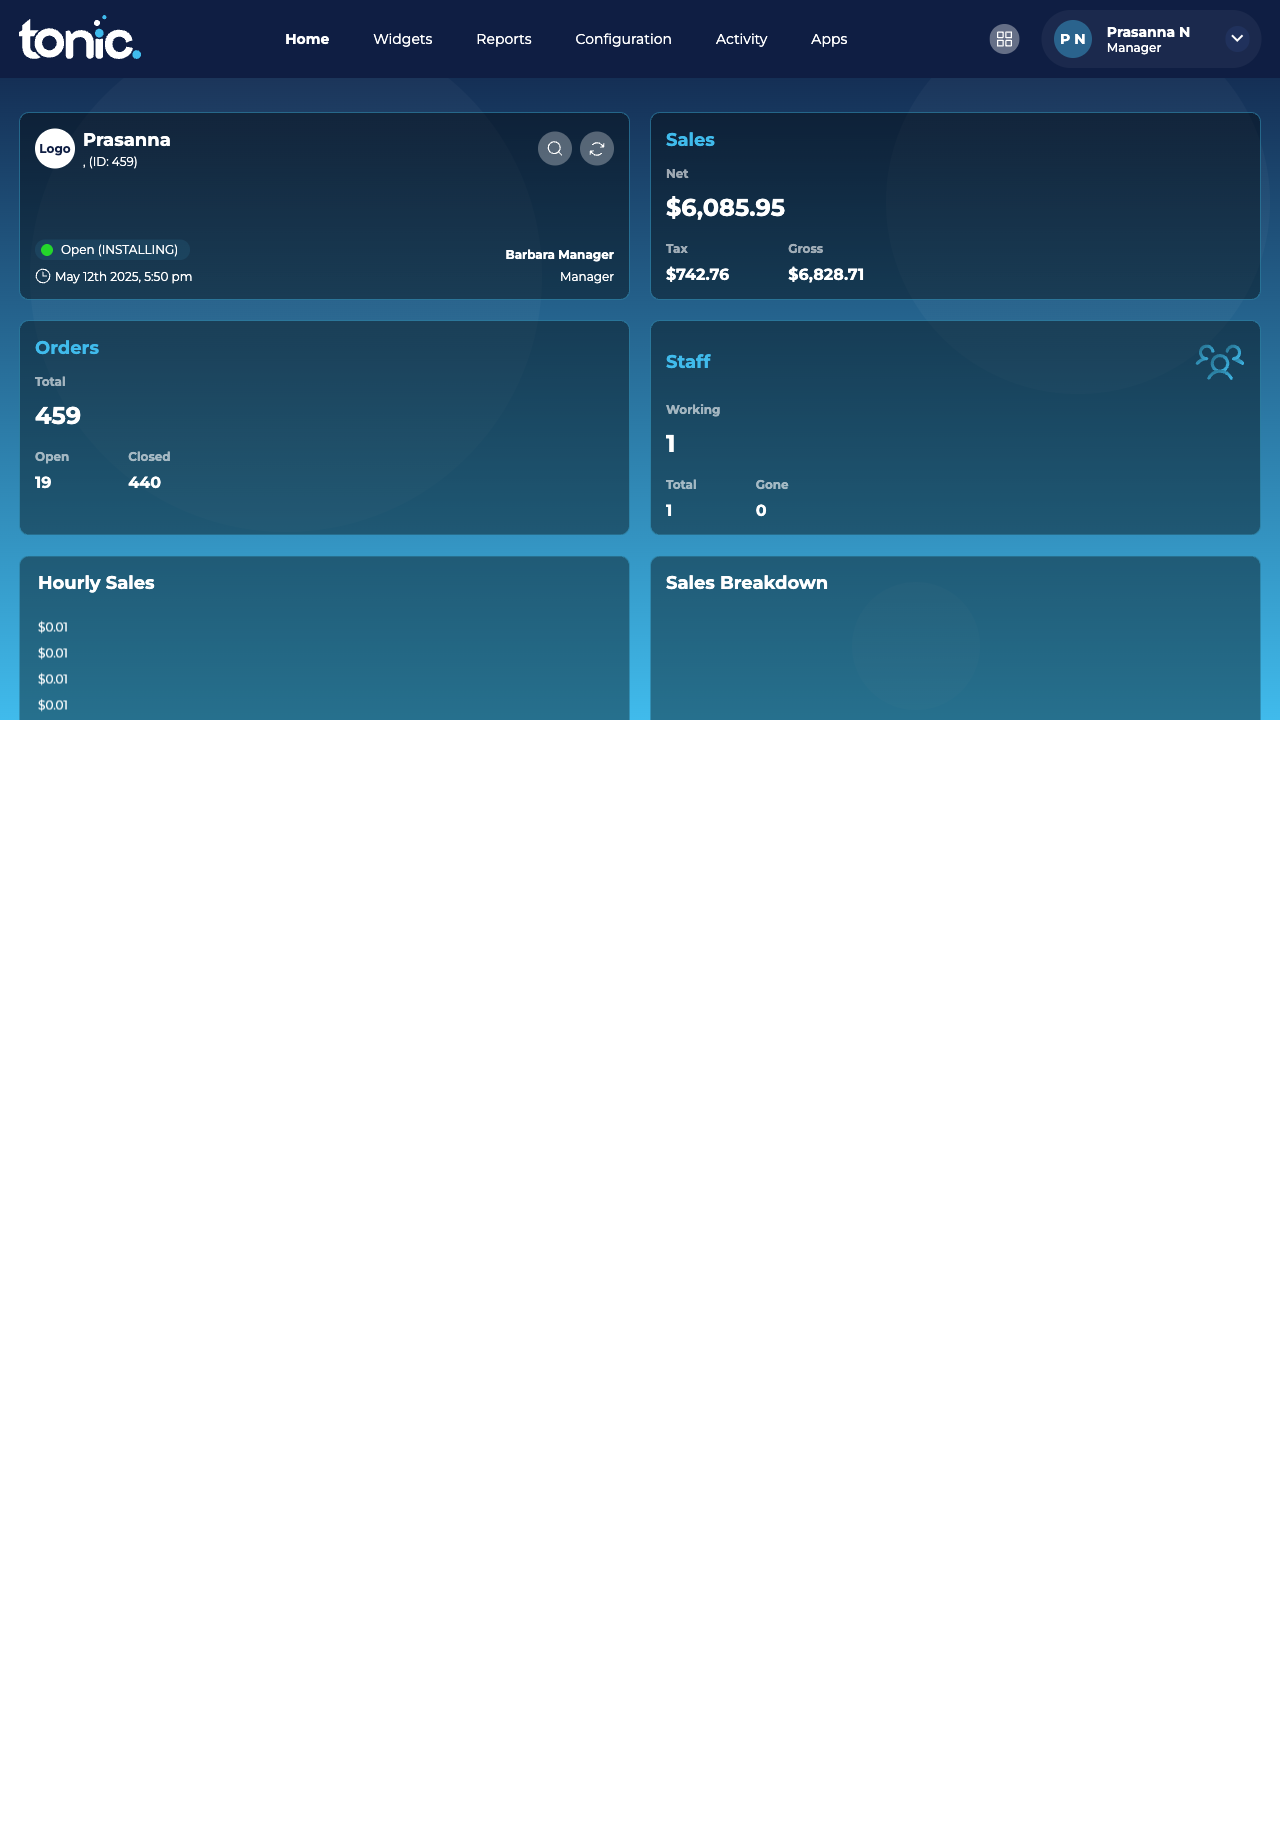 tonic.
Home Widgets Reports Configuration Activity Apps
P N
Prasanna N
Manager
Logo
Prasanna
, (ID: 459)
Open (INSTALLING)
May 12th 2025, 5:50 pm
Barbara Manager
Manager
Sales
Net
$6,085.95
Tax Gross
$742.76 $6,828.71
Orders
Total
459
Open Closed
19 440
Staff
Working
1
Total Gone
1 0
Hourly Sales
$0.01
$0.01
$0.01
$0.01
Sales Breakdown